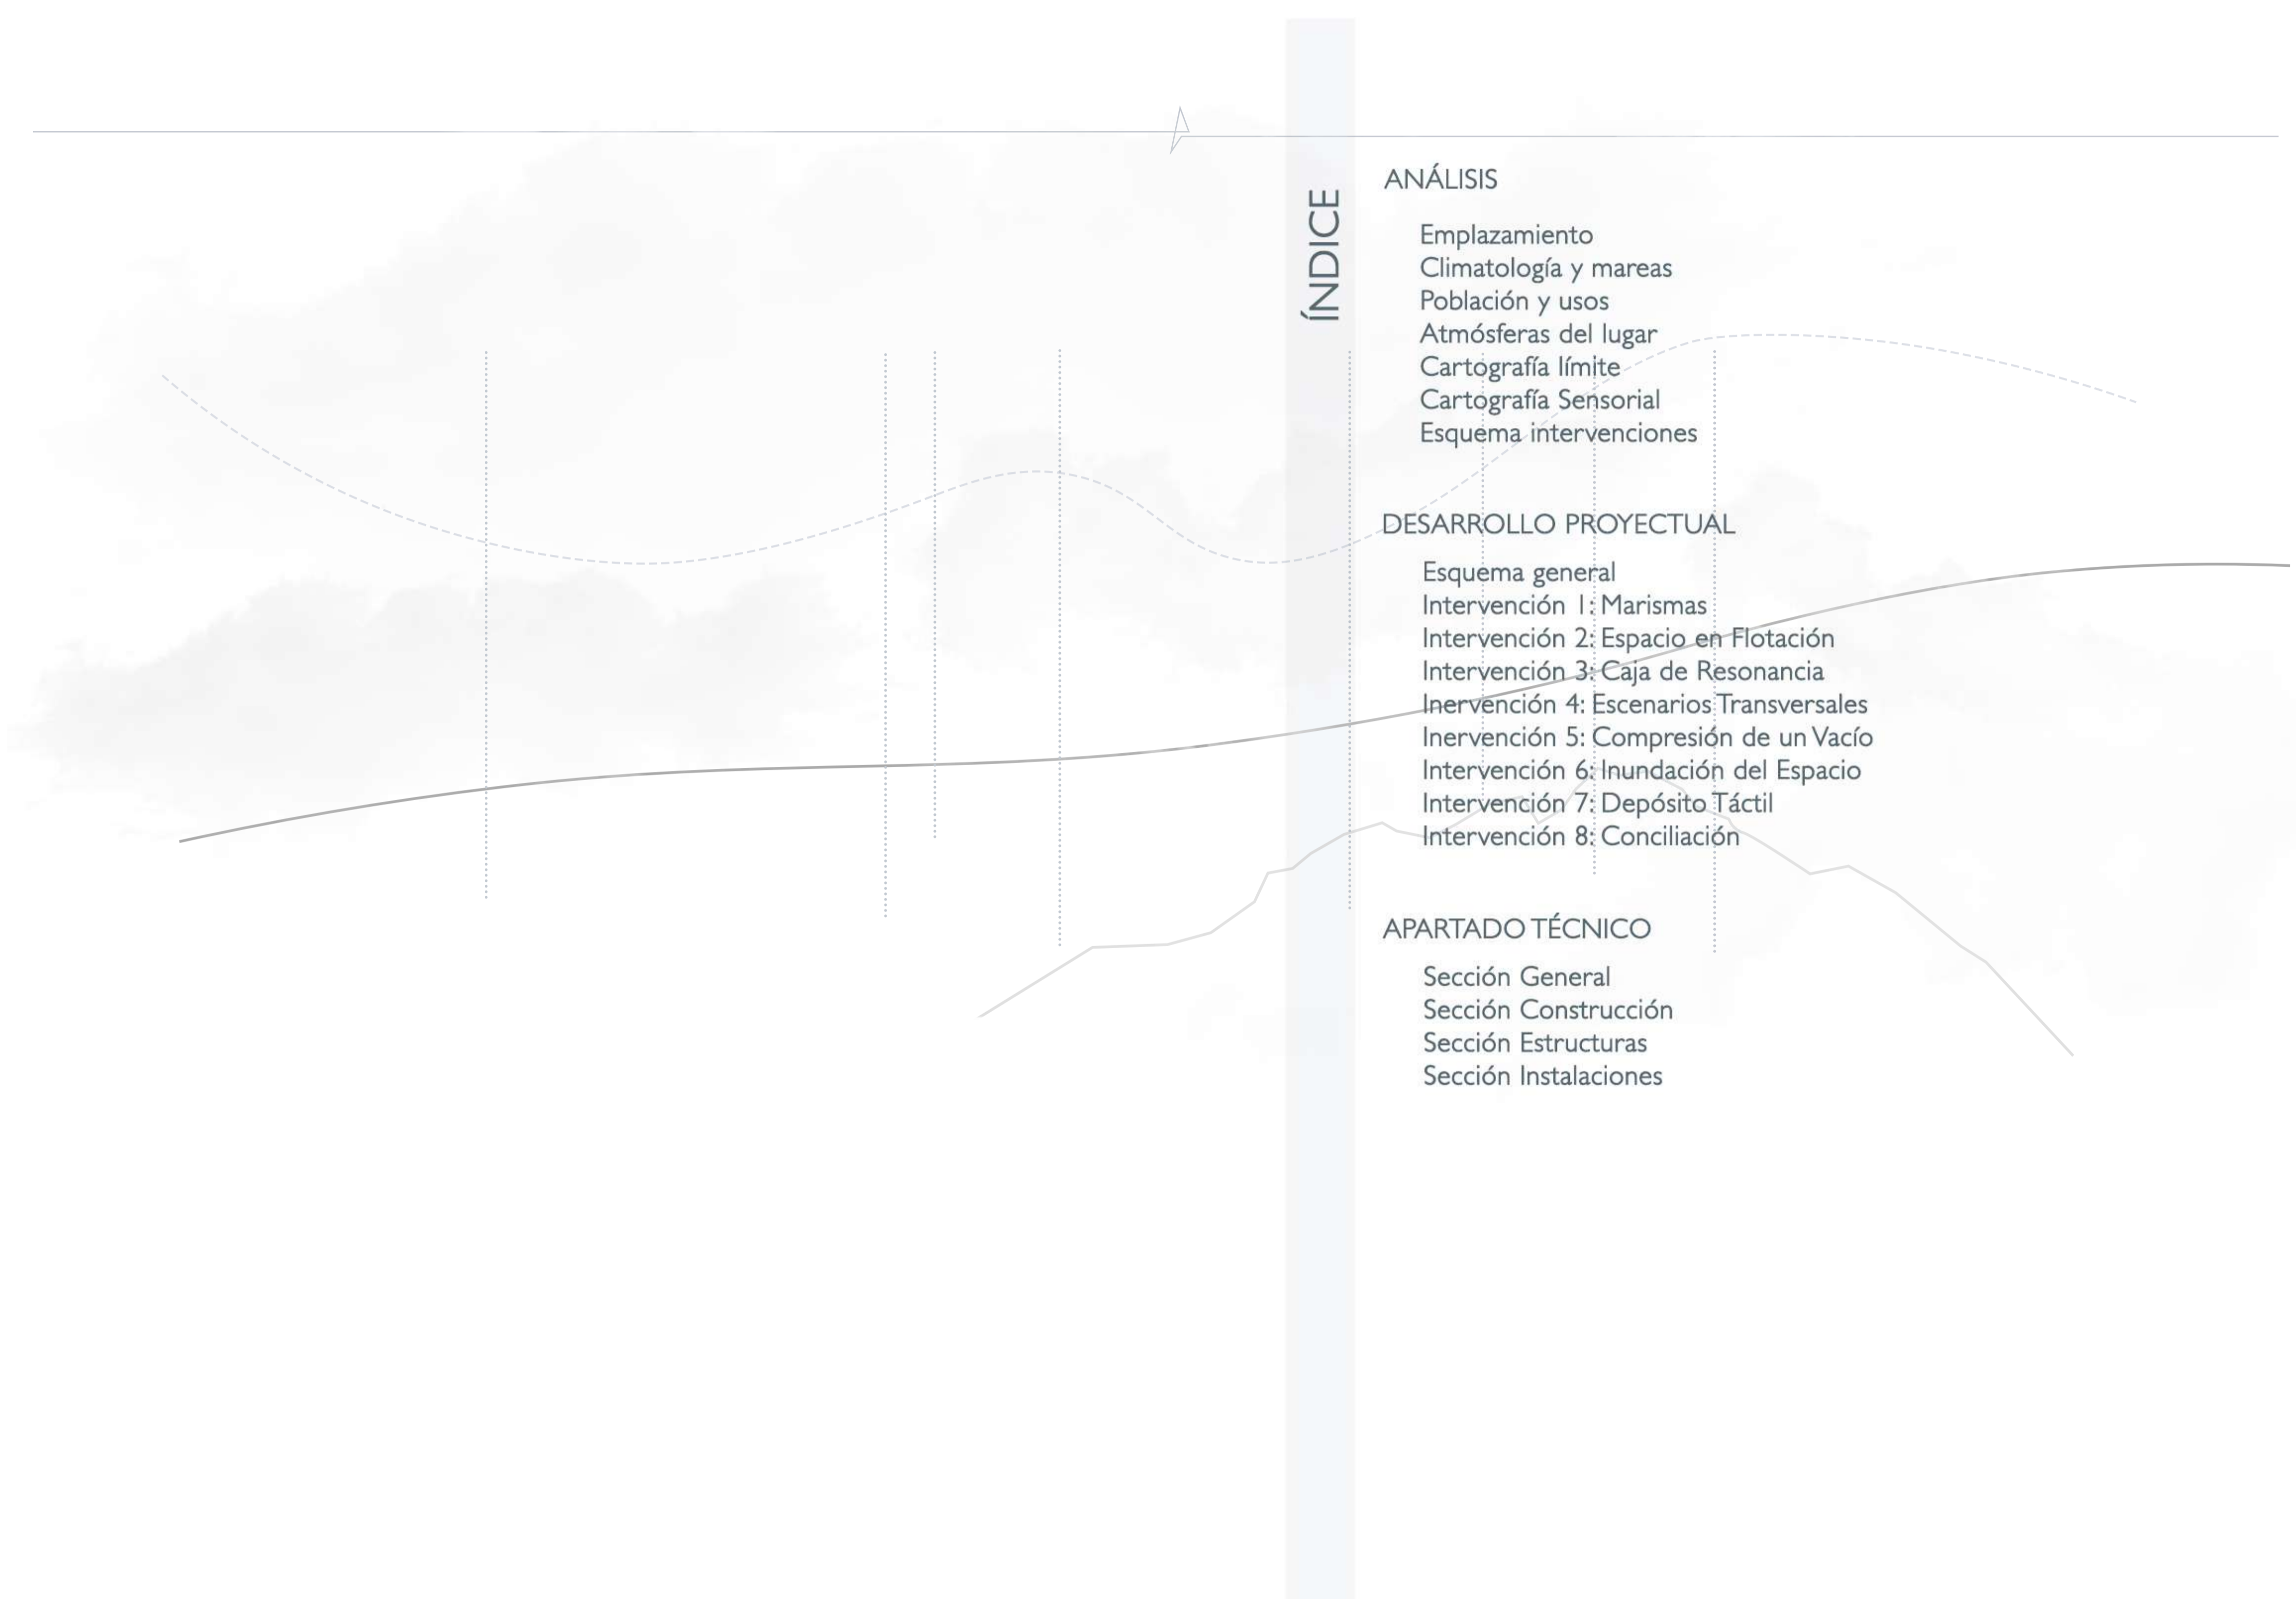 ÍNDICE
ANÁLISIS
Emplazamiento
Climatología y mareas
Población y usos
Atmósferas del lugar
Cartografía límite
Cartografía Sensorial
Esquema intervenciones
DESARROLLO PROYECTUAL
Esquema general
Intervención 1: Marismas
Intervención 2: Espacio en Flotación
Intervención 3: Caja de Resonancia
Inervención 4: Escenarios Transversales
Inervención 5: Compresión de un Vacío
Intervención 6: Inundación del Espacio
Intervención 7: Depósito Táctil
Intervención 8: Conciliación
APARTADO TÉCNICO
Sección General
Sección Construcción
Sección Estructuras
Sección Instalaciones